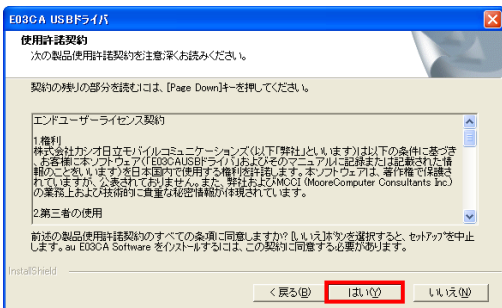 E03CA USBドライバ
使用許諾契約
次の製品使用許諾契約を注意深くお読みください。
契約の残りの部分を読むには、[Page Down]キーを押してください。
エンドユーザーライセンス契約
1.権利
株式会社カシオ日立モバイルコミュニケーションズ(以下「弊社」といいます)は以下の条件に基づき
、お客様に本ソフトウェア(「E03CAUSBドライバ」およびそのマニュアルに記録または記載された情
報のことをいいます)を日本国内で使用する権利を許諾します。本ソフトウェアは、著作権で保護さ
れていますが、公表されておりません。また、弊社およびMCCI (MooreComputer Consultants Inc.)
の業務上および技術的に貴重な秘密情報が体現されています。
2.第三者の使用
前述の製品使用許諾契約のすべての条項に同意しますか? [いいえ]ボタンを選択すると、セットアップを中止
します。au E03CA Software をインストールするには、この契約に同意する必要があります。
InstallShield
< 戻る(B)
はい(Y)
いいえ(N)